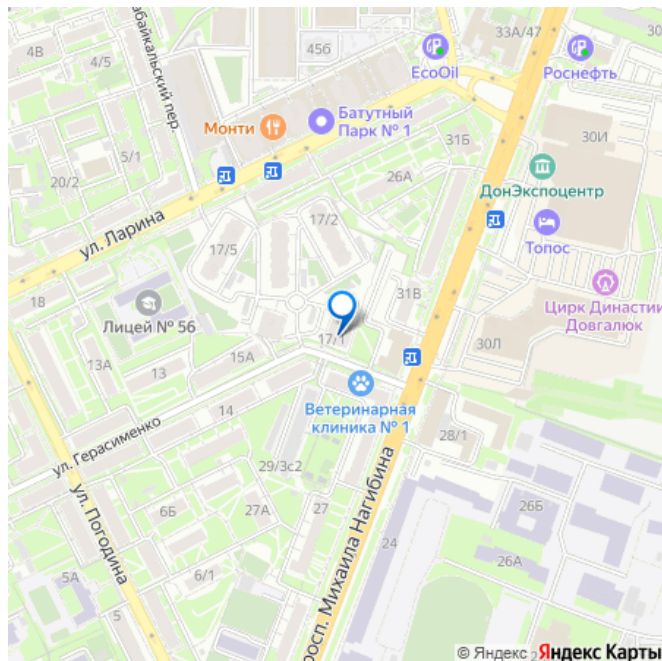 4В
4/5
абайкальский пер.
45б
EcoOil
33А/47
Роснефть
Монти
Батутный
Парк № 1
5/1
20/2
31Б
26А
30И
ДонЭкспоцентр
Топос
ул. Ларина
17/2
17/5
18
Лицей № 56
31В
Цирк Династии
Довгалюк
17/1
30Л
13А
13
15А
Ветеринарная
клиника № 1
14
28/1
ул. Герасименко
29/3с2
ул. Погодина
6Б
27А
27
26Б
24
26А
5А
6/1
5
росп. Михаила Нагибина
© Яндекс
2
Яндекс Карты